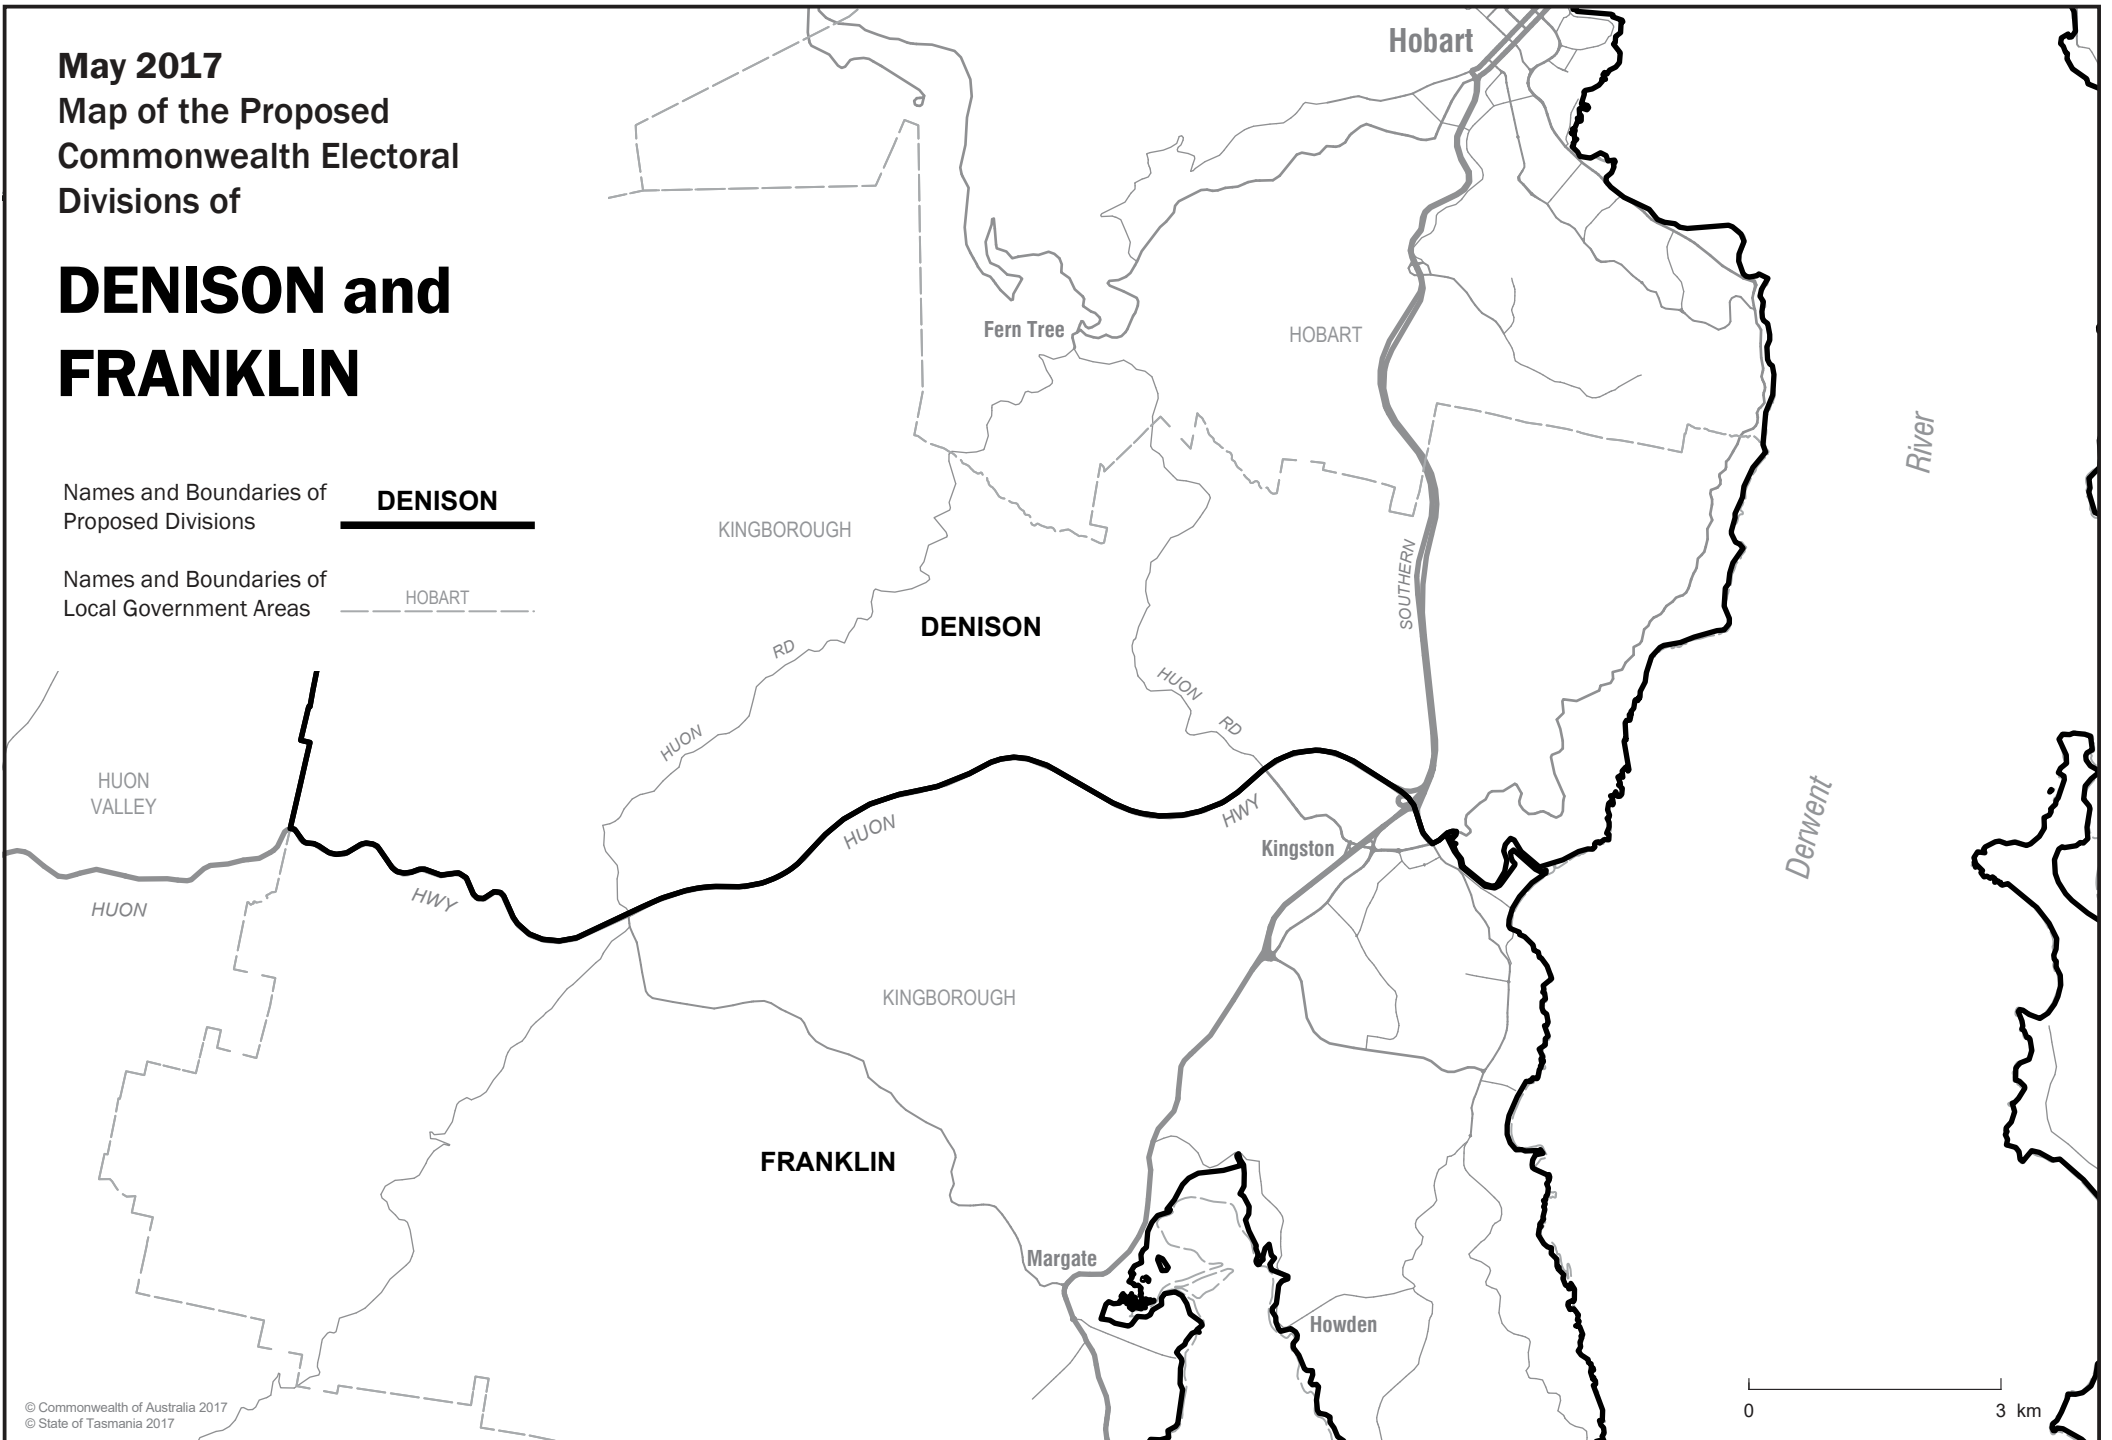 May 2017
Map of the Proposed
Commonwealth Electoral
Divisions of
DENISON and
FRANKLIN
Names and Boundaries of
Proposed Divisions
DENISON
Names and Boundaries of
Local Government Areas
HOBART
Hobart
Fern Tree
HOBART
River
KINGBOROUGH
SOUTHERN
DENISON
RD
HUON
HUON
RD
HUON
VALLEY
Derwent
HUON
HWY
Kingston
HWY
HUON
KINGBOROUGH
FRANKLIN
Margate
Howden
0 3 km
© Commonwealth of Australia 2017
© State of Tasmania 2017